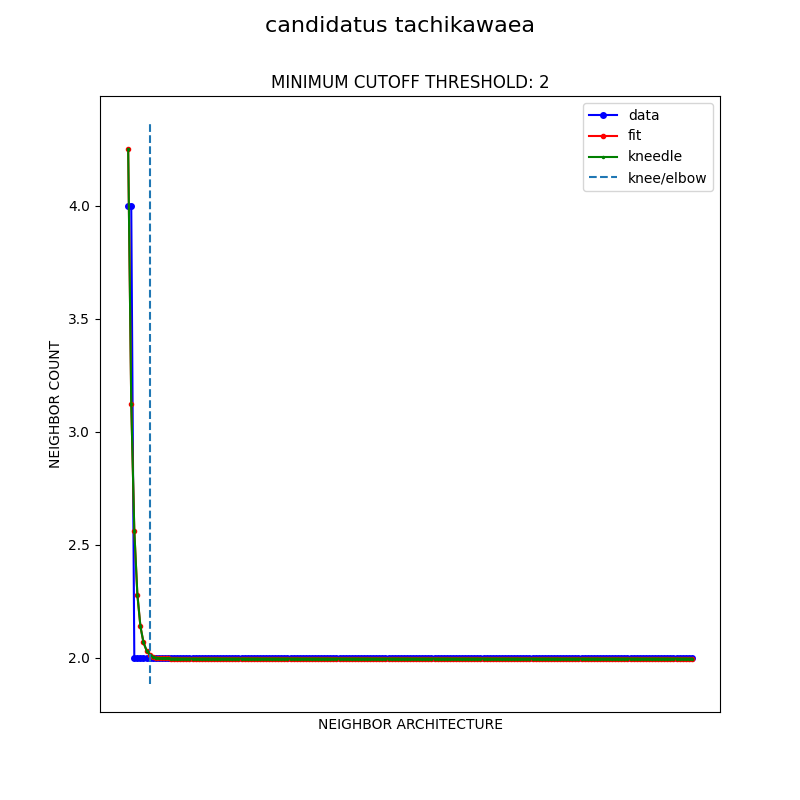 candidatus tachikawaea
MINIMUM CUTOFF THRESHOLD: 2
data
fit
kneedle
knee/elbow
4.0
3.5
3.0
2.5
2.0
NEIGHBOR COUNT
NEIGHBOR ARCHITECTURE